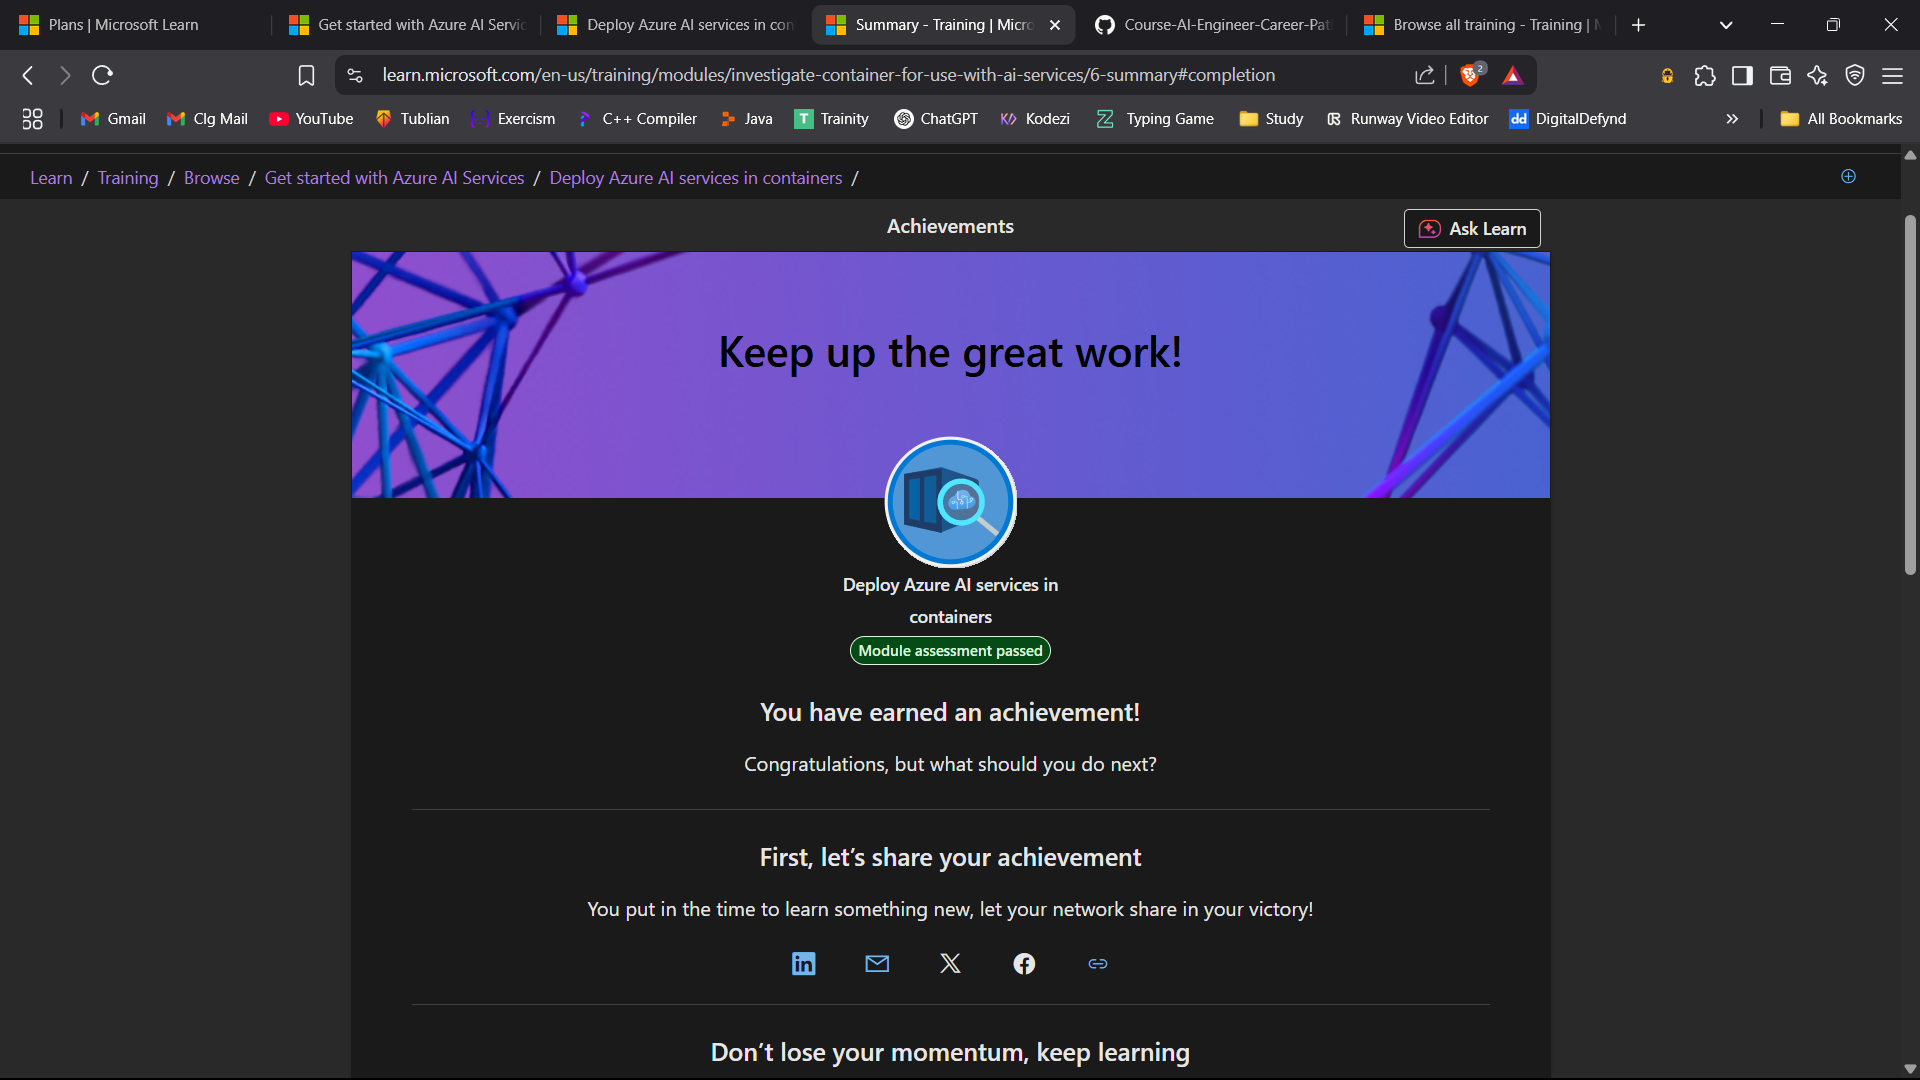 Plans | Microsoft Learn
Get started with Azure AI Servic
Deploy Azure AI services in con
Summary - Training | Micro
Course-AI-Engineer-Career-Pat
Browse all training - Training |
learn.microsoft.com/en-us/training/modules/investigate-container-for-use-with-ai-services/6-summary#completion
2
Gmail
Clg Mail
YouTube
Tublian
Exercism
C++ Compiler
Java
T Trainity
ChatGPT
Kodezi
Typing Game
Study
Runway Video Editor
dd DigitalDefynd
All Bookmarks
Learn / Training / Browse / Get started with Azure AI Services / Deploy Azure AI services in containers /
Achievements
Ask Learn
Keep up the great work!
Deploy Azure AI services in
containers
Module assessment passed
You have earned an achievement!
Congratulations, but what should you do next?
First, let’s share your achievement
You put in the time to learn something new, let your network share in your victory!
in
Don’t lose your momentum, keep learning